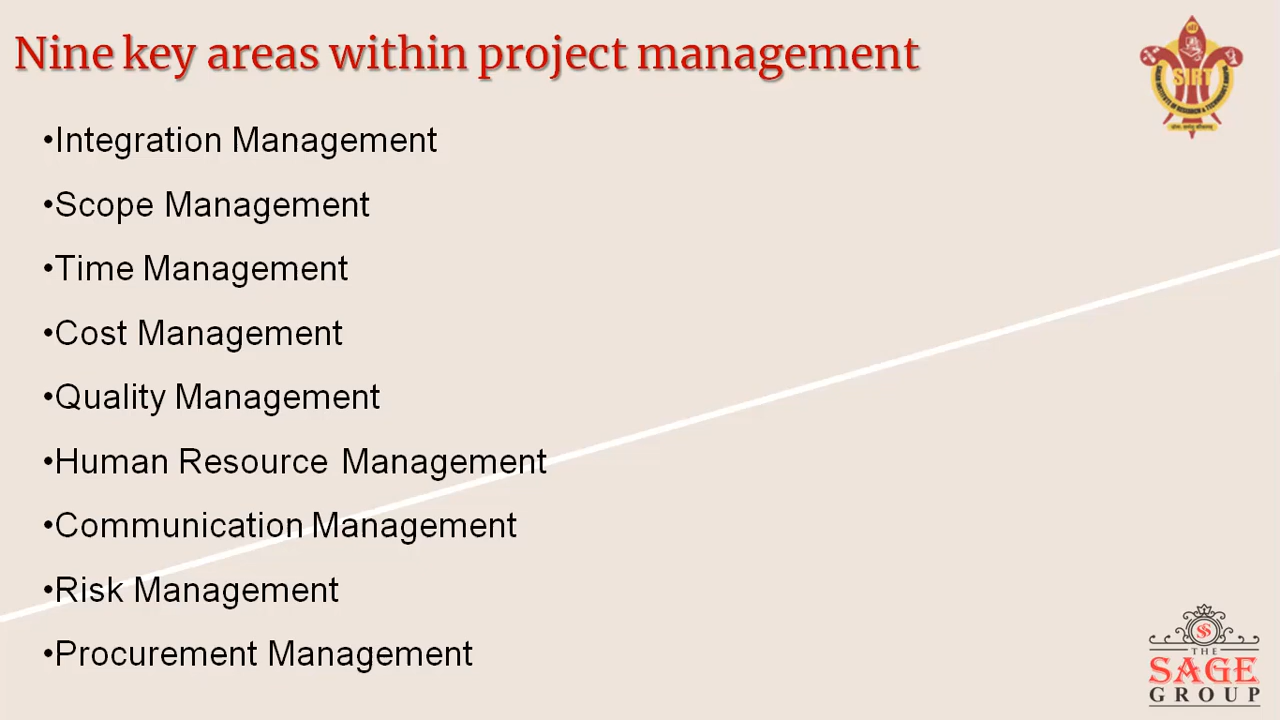 Nine key areas within project management
•Integration Management
•Scope Management
•Time Management
•Cost Management
•Quality Management
•Human Resource Management
•Communication Management
•Risk Management
•Procurement Management
SIRT
THE
SAGE
GROUP